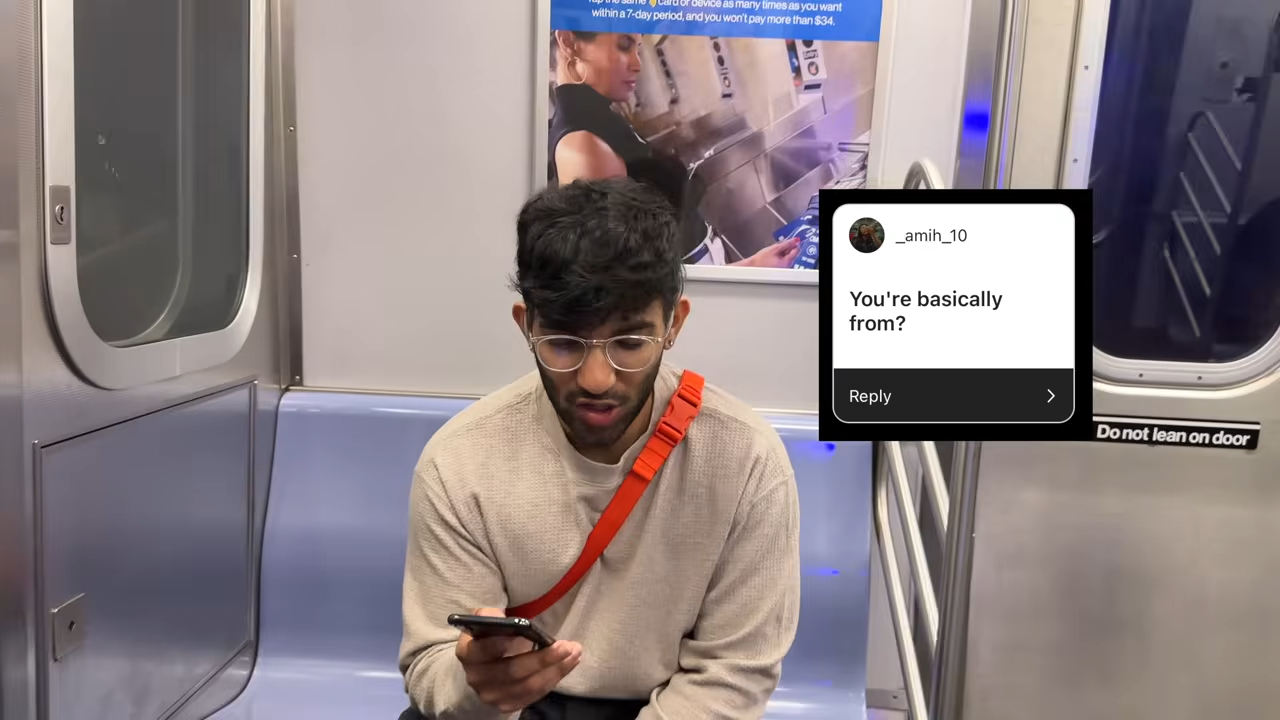 card or device as many times as you want
within a 7-day period, and you won't pay more than $34.
_amih_10
You're basically
from?
Reply
Do not lean on door